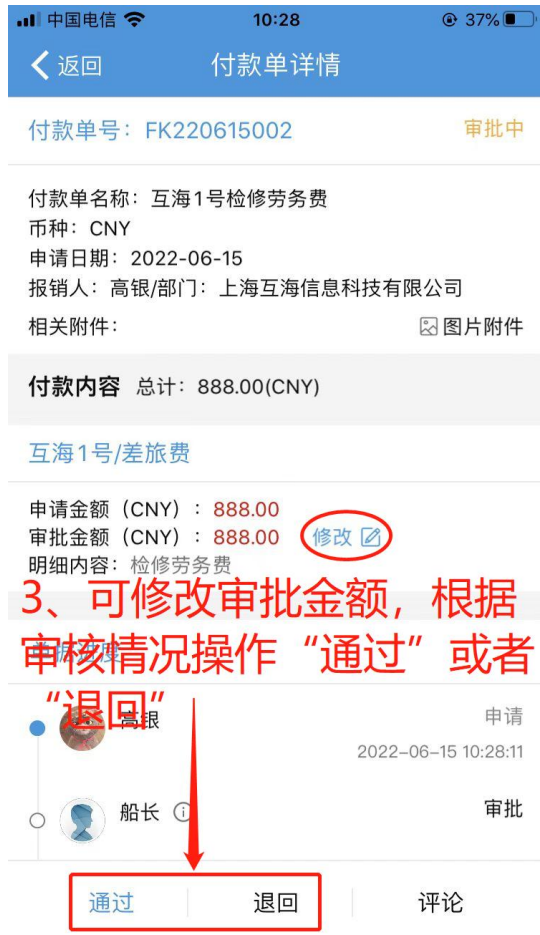 中国电信 10:28 37%
返回 付款单详情
付款单号：FK220615002 审批中
付款单名称：互海1号检修劳务费
币种：CNY
申请日期：2022-06-15
报销人：高银/部门：上海互海信息科技有限公司
相关附件： 图片附件
付款内容 总计：888.00(CNY)
互海1号/差旅费
申请金额（CNY）：888.00
审批金额（CNY）：888.00 修改
明细内容：检修劳务费
3、可修改审批金额，根据
审核情况操作“通过”或者
“退回”
高银 申请
2022-06-15 10:28:11
船长 审批
通过 退回 评论